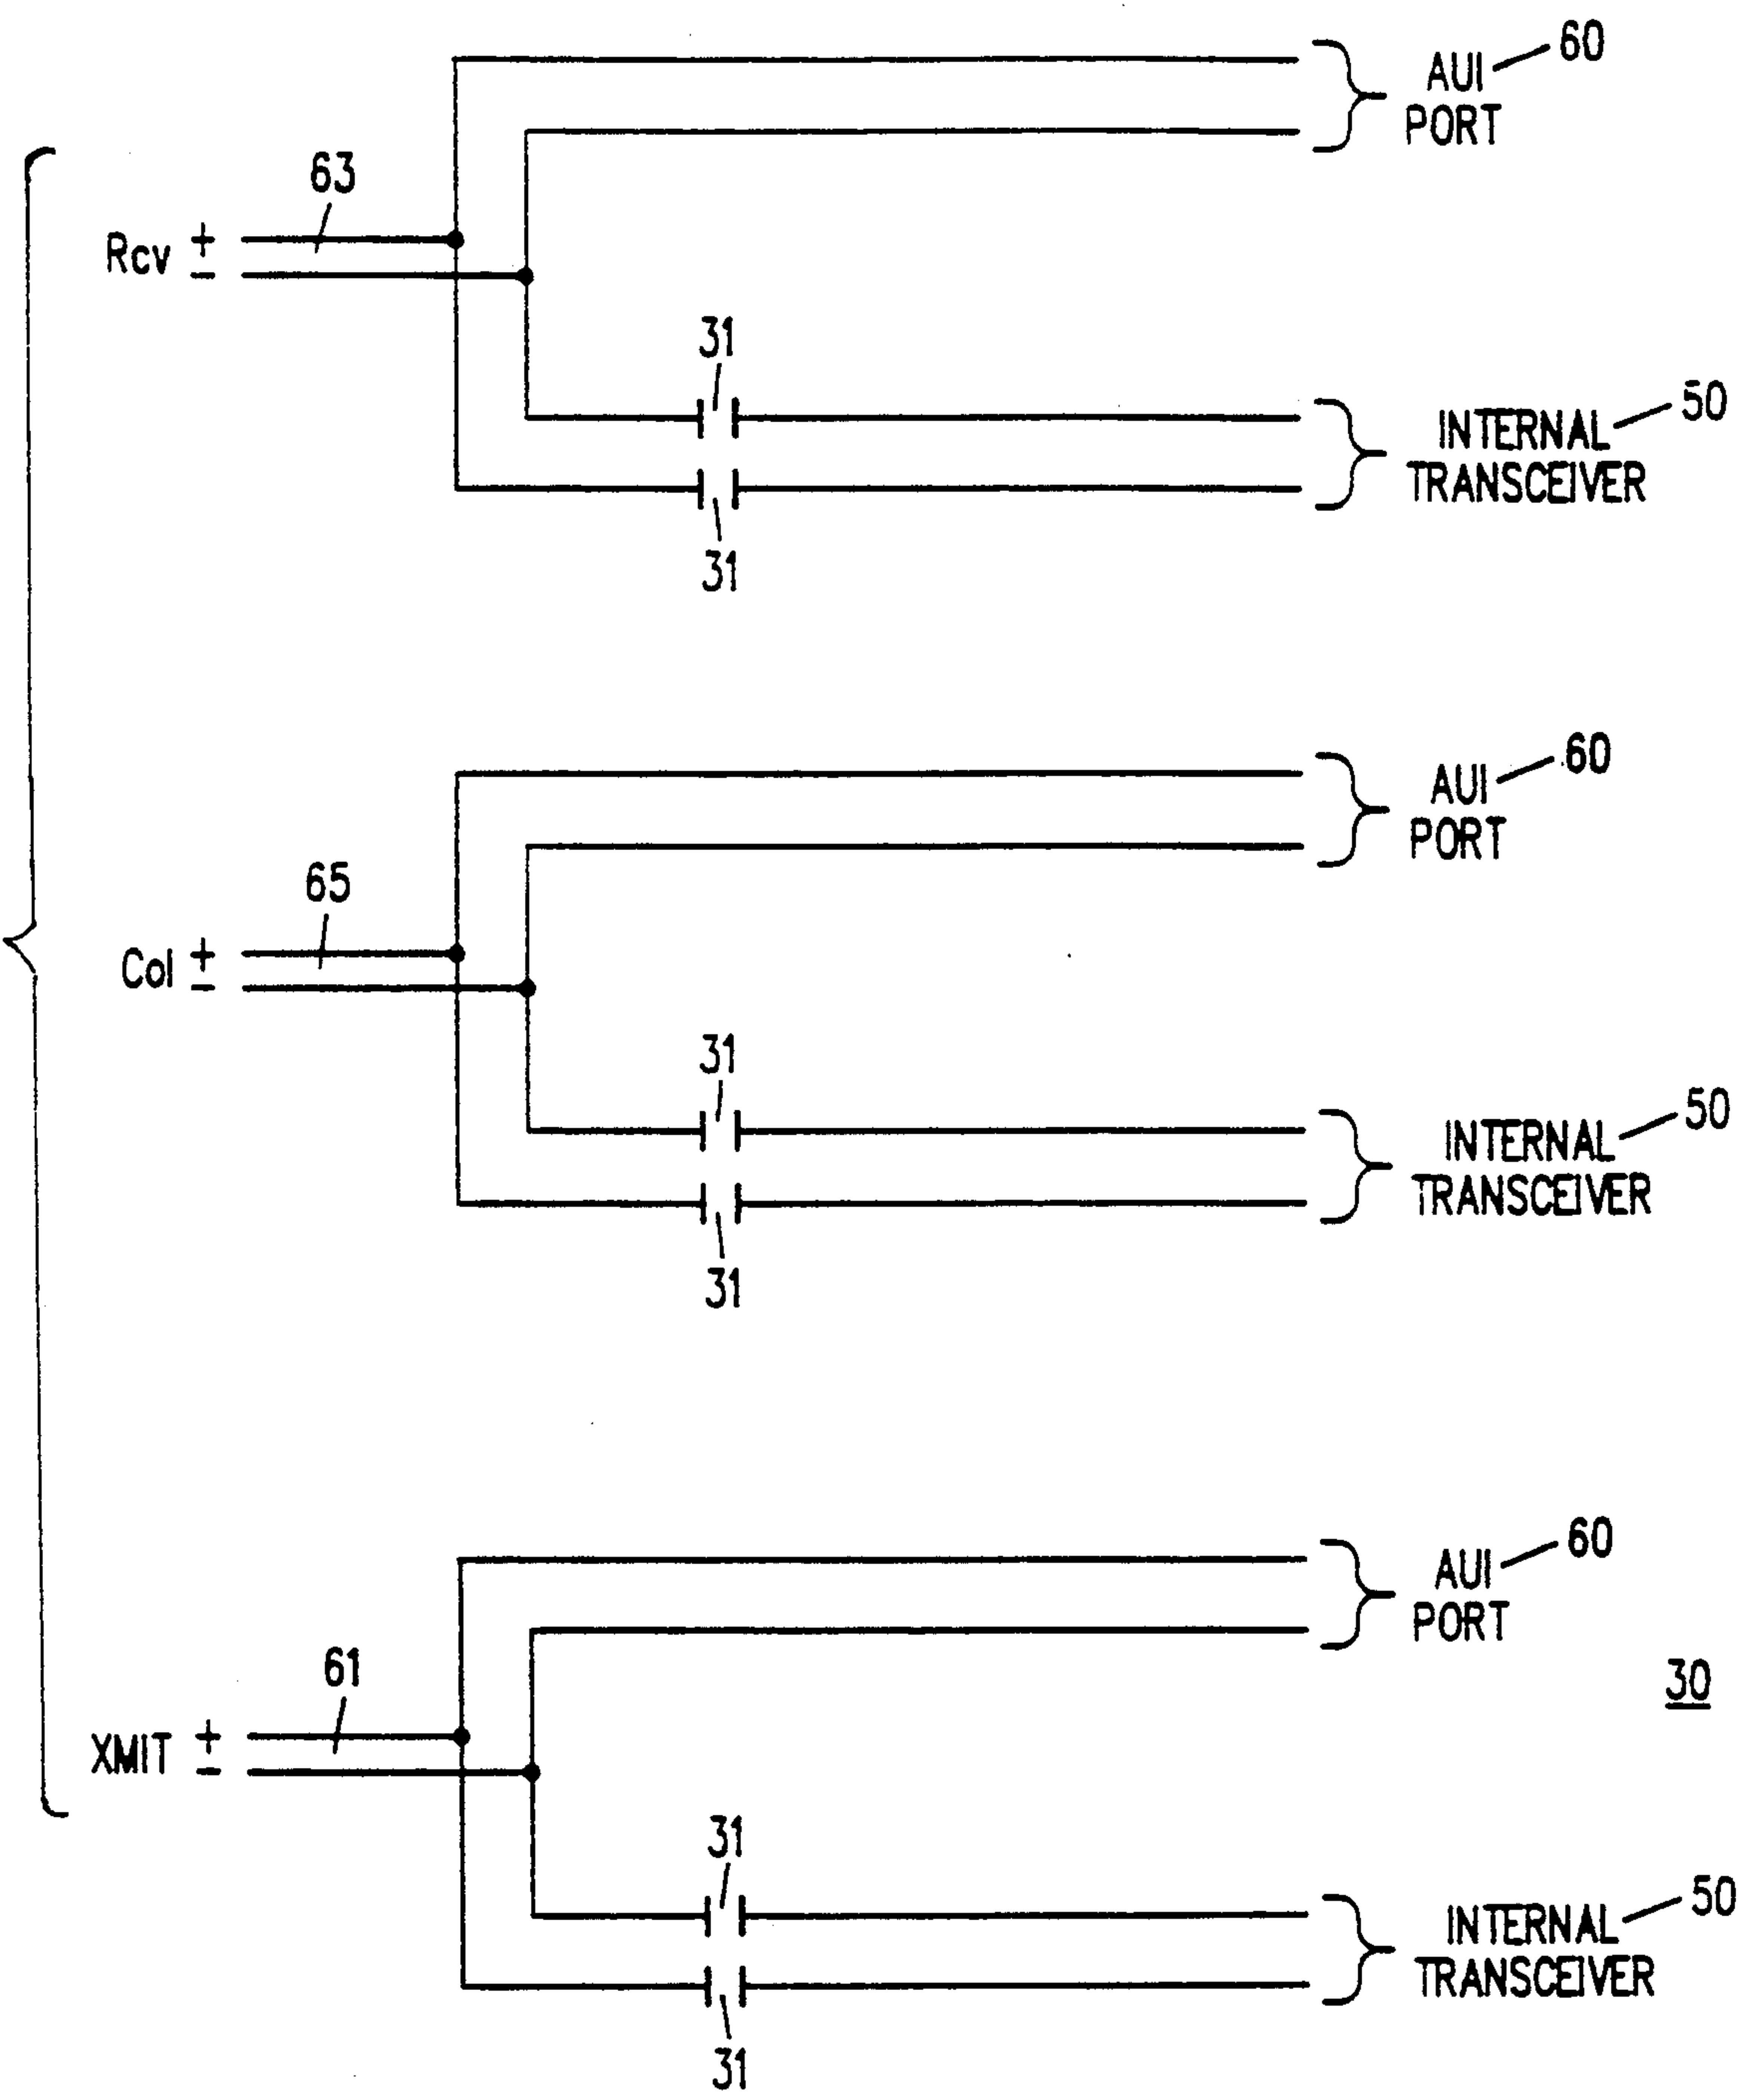 60
AUI
PORT
63
Rcv +
-
31
50
INTERNAL
TRANSCEIVER
31
60
AUI
PORT
65
Col +
-
31
50
INTERNAL
TRANSCEIVER
31
60
AUI
PORT
61
30
XMIT +
-
31
50
INTERNAL
TRANSCEIVER
31